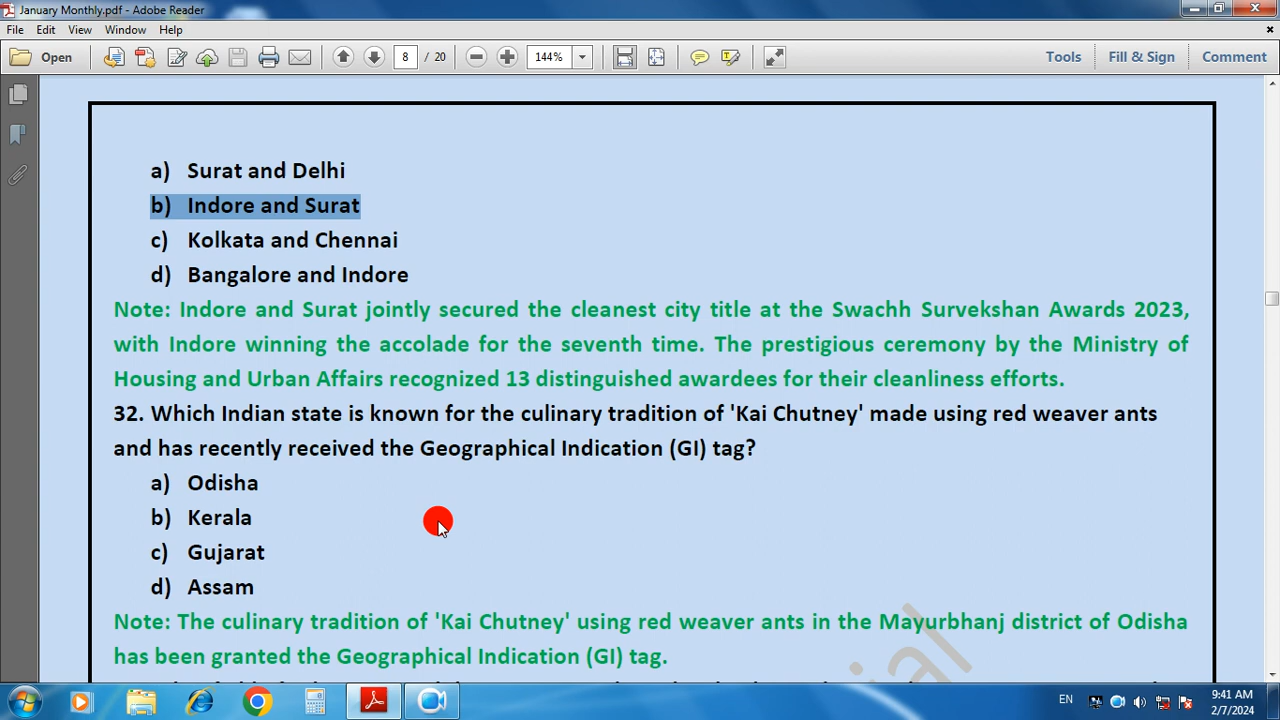 January Monthly.pdf - Adobe Reader
File Edit View Window Help
Open 8 / 20 144% Tools Fill & Sign Comment
a) Surat and Delhi
b) Indore and Surat
c) Kolkata and Chennai
d) Bangalore and Indore
Note: Indore and Surat jointly secured the cleanest city title at the Swachh Survekshan Awards 2023,
with Indore winning the accolade for the seventh time. The prestigious ceremony by the Ministry of
Housing and Urban Affairs recognized 13 distinguished awardees for their cleanliness efforts.
32. Which Indian state is known for the culinary tradition of 'Kai Chutney' made using red weaver ants
and has recently received the Geographical Indication (GI) tag?
a) Odisha
b) Kerala
c) Gujarat
d) Assam
Note: The culinary tradition of 'Kai Chutney' using red weaver ants in the Mayurbhanj district of Odisha
has been granted the Geographical Indication (GI) tag.
EN
9:41 AM
2/7/2024